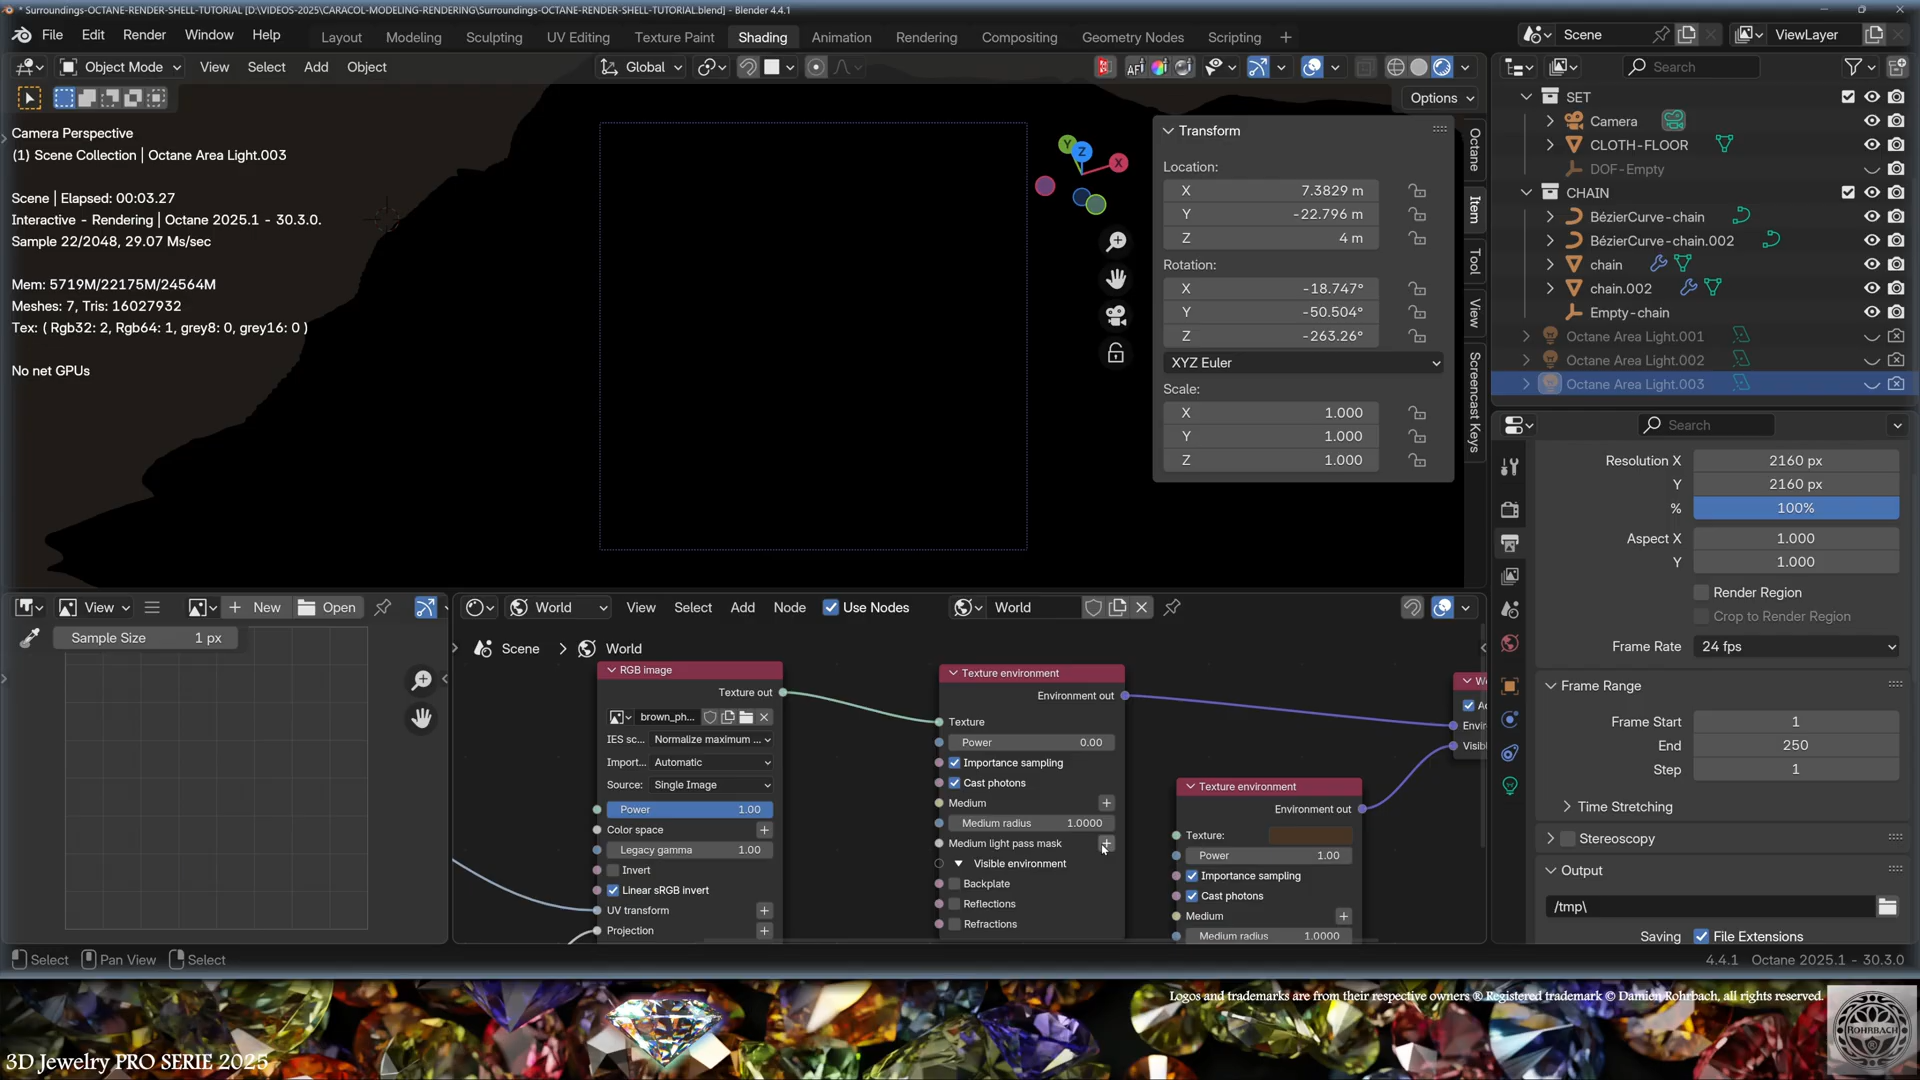 * Surroundings-OCTANE-RENDER-SHELL-TUTORIAL [D:\VIDEOS-2025\CARACOL-MODELING-RENDERING\Surroundings-OCTANE-RENDER-SHELL-TUTORIAL.blend] - Blender 4.4.1
File Edit Render Window Help Layout Modeling Sculpting UV Editing Texture Paint Shading Animation Rendering Compositing Geometry Nodes Scripting + Scene ViewLayer
Object Mode View Select Add Object Global Search
Options
Camera Perspective
(1) Scene Collection | Octane Area Light.003
Scene | Elapsed: 00:03.27
Interactive - Rendering | Octane 2025.1 - 30.3.0.
Sample 22/2048, 29.07 Ms/sec
Mem: 5719M/22175M/24564M
Meshes: 7, Tris: 16027932
Tex: ( Rgb32: 2, Rgb64: 1, grey8: 0, grey16: 0 )
No net GPUs
Y
Z
X
Transform
Location:
X 7.3829 m
Y -22.796 m
Z 4 m
Rotation:
X -18.747°
Y -50.504°
Z -263.26°
XYZ Euler
Scale:
X 1.000
Y 1.000
Z 1.000
Octane
Item
Tool
View
Screencast Keys
SET
Camera
CLOTH-FLOOR
DOF-Empty
CHAIN
BézierCurve-chain
BézierCurve-chain.002
chain
chain.002
Empty-chain
Octane Area Light.001
Octane Area Light.002
Octane Area Light.003
Search
Resolution X 2160 px
Y 2160 px
% 100%
Aspect X 1.000
Y 1.000
Render Region
Crop to Render Region
Frame Rate 24 fps
Frame Range
Frame Start 1
End 250
Step 1
Time Stretching
Stereoscopy
Output
/tmp\
Saving File Extensions
View New Open
Sample Size 1 px
World View Select Add Node Use Nodes World
Scene > World
RGB image
Texture out
brown_ph...
IES sc... Normalize maximum ...
Import... Automatic
Source: Single Image
Power 1.00
Color space
Legacy gamma 1.00
Invert
Linear sRGB invert
UV transform
Projection
Texture environment
Environment out
Texture
Power 0.00
Importance sampling
Cast photons
Medium
Medium radius 1.0000
Medium light pass mask
Visible environment
Backplate
Reflections
Refractions
Texture environment
Environment out
Texture:
Power 1.00
Importance sampling
Cast photons
Medium
Medium radius 1.0000
Select Pan View Select 4.4.1 Octane 2025.1 - 30.3.0
Logos and trademarks are from their respective owners ® Registered trademark © Damien Rohrbach, all rights reserved.
ROHRBACH
3D Jewelry PRO SERIE 2025